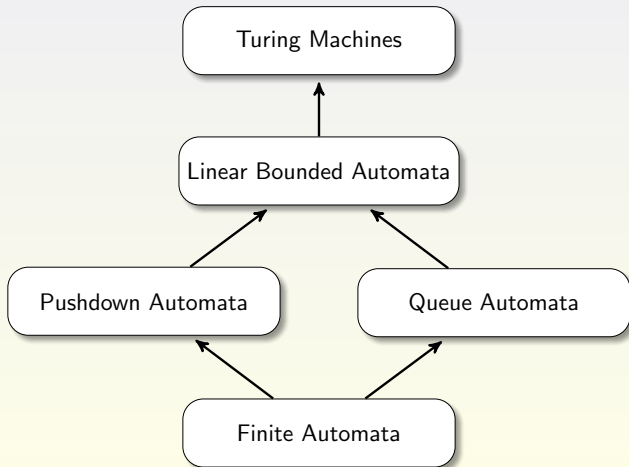 Turing Machines
Linear Bounded Automata
Pushdown Automata
Queue Automata
Finite Automata